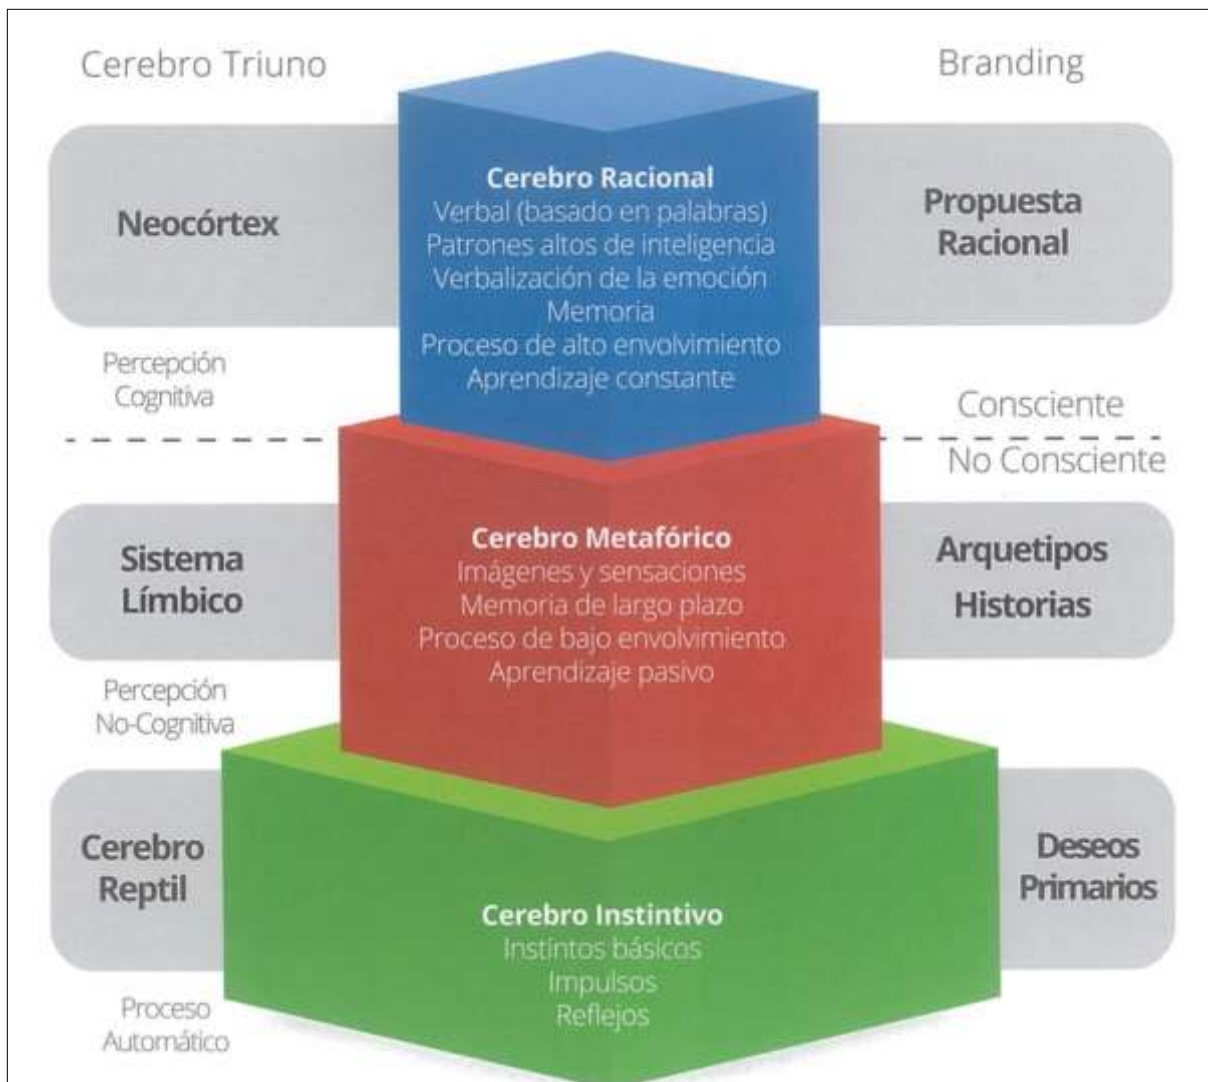 Cerebro Triuno
Branding
Neocórtex
Cerebro Racional
Verbal (basado en palabras)
Patrones altos de inteligencia
Verbalización de la emoción
Memoria
Proceso de alto envolvimiento
Aprendizaje constante
Propuesta
Racional
Percepción
Cognitiva
Consciente
No Consciente
Sistema
Límbico
Cerebro Metafórico
Imágenes y sensaciones
Memoria de largo plazo
Proceso de bajo envolvimiento
Aprendizaje pasivo
Arquetipos
Historias
Percepción
No-Cognitiva
Cerebro
Reptil
Cerebro Instintivo
Instintos básicos
Impulsos
Reflejos
Deseos
Primarios
Proceso
Automático